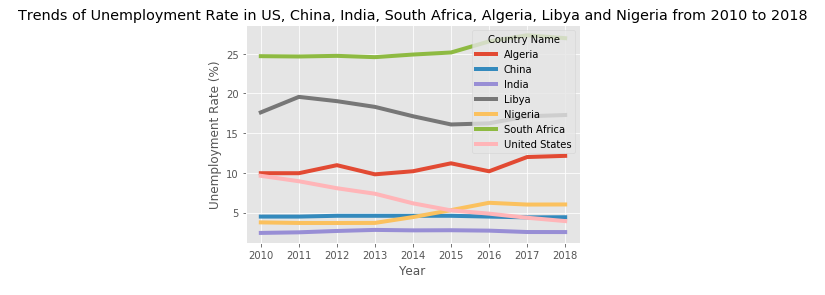 Trends of Unemployment Rate in US, China, India, South Africa, Algeria, Libya and Nigeria from 2010 to 2018
Unemployment Rate (%)
25
20
15
10
5
Country Name
Algeria
China
India
Libya
Nigeria
South Africa
United States
2010 2011 2012 2013 2014 2015 2016 2017 2018
Year